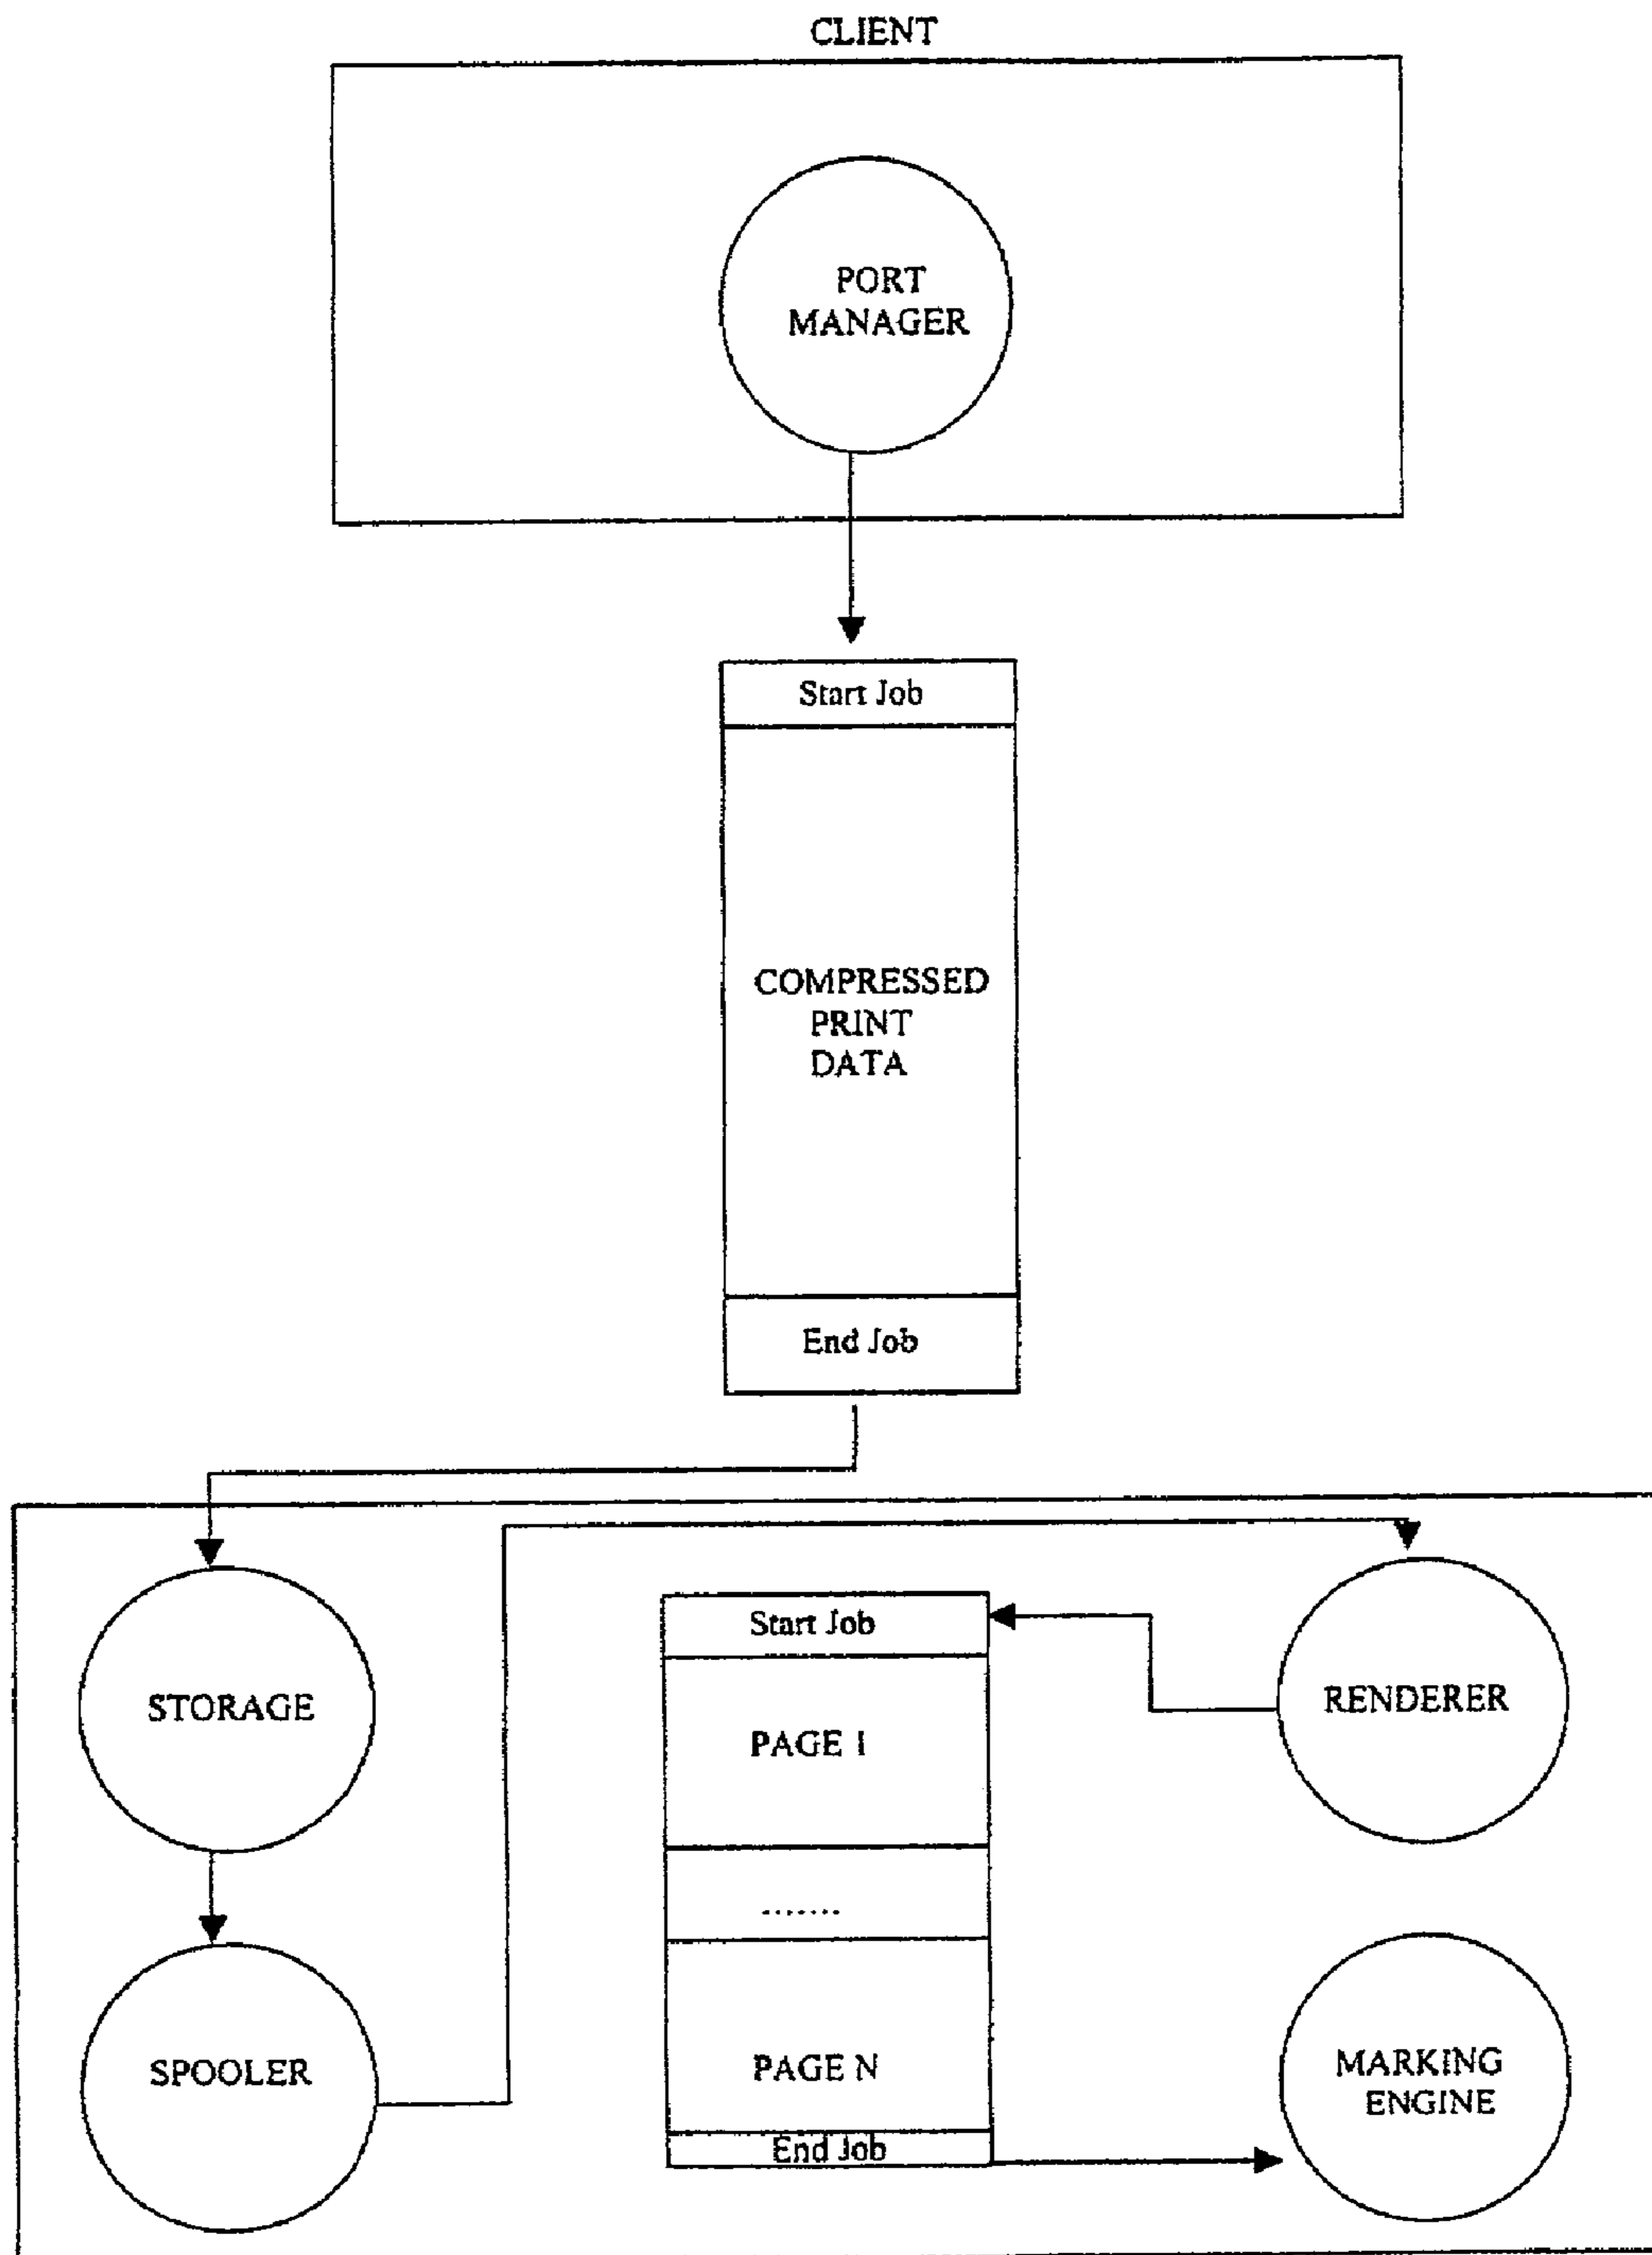 CLIENT
PORT
MANAGER
Start Job
COMPRESSED
PRINT
DATA
End Job
STORAGE
SPOOLER
Start Job
PAGE 1
.......
PAGE N
End Job
RENDERER
MARKING
ENGINE